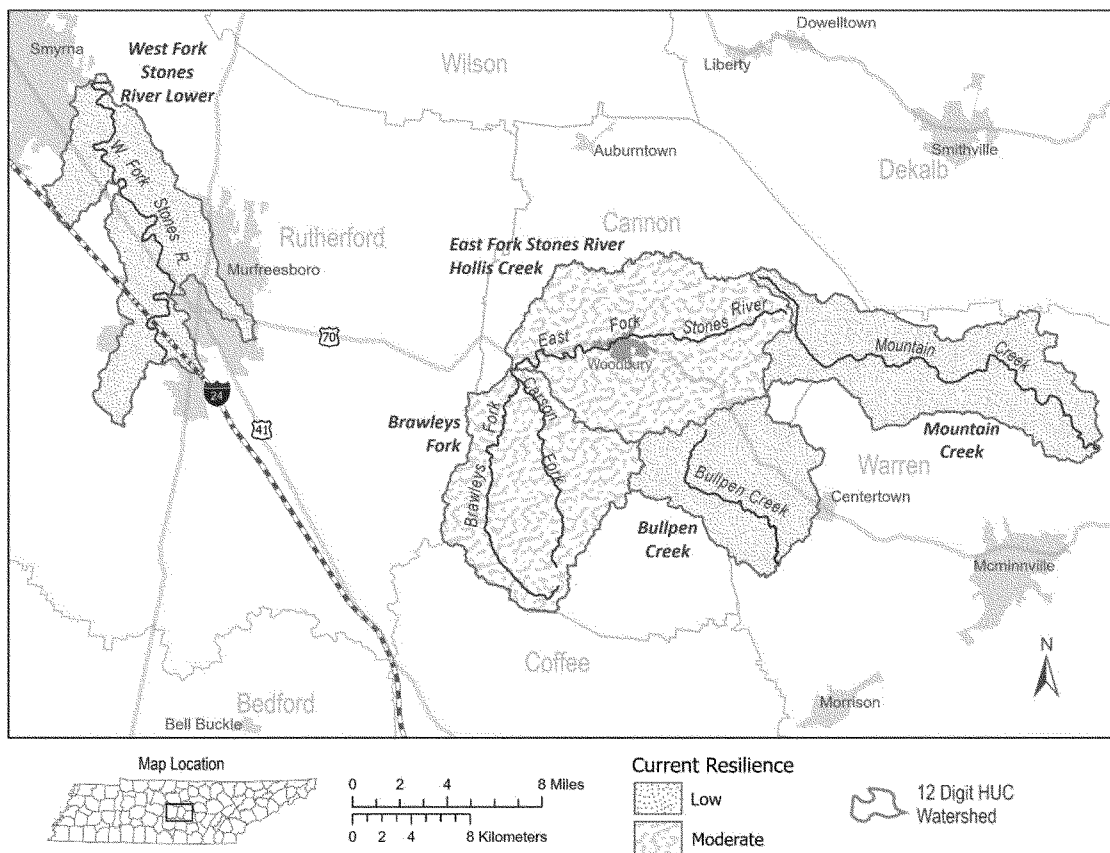 Smyrna
West Fork
Stones
River Lower
Wilson
Dowelltown
Liberty
Auburntown
Smithville
Dekalb
W Fork Stones R.
Rutherford
Murfreesboro
Cannon
East Fork Stones River
Hollis Creek
70
East Fork Stones River
Woodbury
Mountain Creek
24
41
Brawleys
Fork
Carson Fork
Brawleys Fork
Mountain
Creek
Warren
Bullpen Creek
Centertown
Bullpen
Creek
Mcminnville
Coffee
N
Bedford
Bell Buckle
Morrison
Map Location
0 2 4 8 Miles
0 2 4 8 Kilometers
Current Resilience
Low
Moderate
12 Digit HUC
Watershed